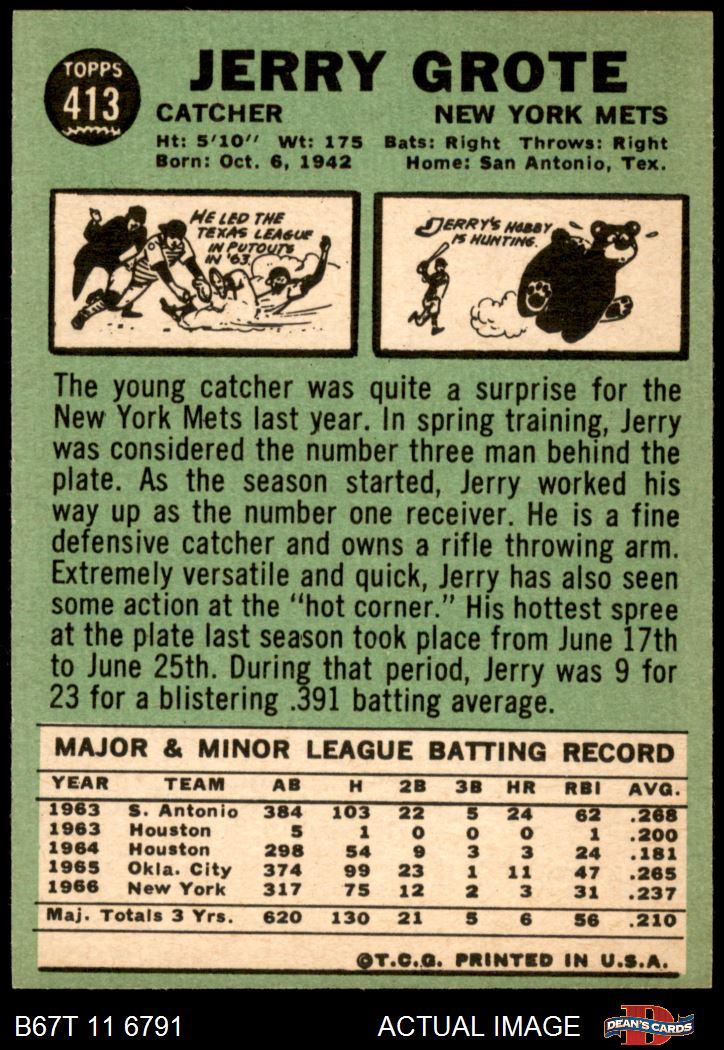 TOPPS
413
JERRY GROTE
CATCHER NEW YORK METS
Ht: 5'10" Wt: 175 Bats: Right Throws: Right
Born: Oct. 6, 1942 Home: San Antonio, Tex.
HE LED THE
TEXAS LEAGUE
IN PUTOUTS
IN '63.
JERRY'S HOBBY
IS HUNTING.
The young catcher was quite a surprise for the
New York Mets last year. In spring training, Jerry
was considered the number three man behind the
plate. As the season started, Jerry worked his
way up as the number one receiver. He is a fine
defensive catcher and owns a rifle throwing arm.
Extremely versatile and quick, Jerry has also seen
some action at the "hot corner." His hottest spree
at the plate last season took place from June 17th
to June 25th. During that period, Jerry was 9 for
23 for a blistering .391 batting average.
MAJOR & MINOR LEAGUE BATTING RECORD
YEAR TEAM AB H 2B 3B HR RBI AVG.
1963 S. Antonio 384 103 22 5 24 62 .268
1963 Houston 5 1 0 0 0 1 .200
1964 Houston 298 54 9 3 3 24 .181
1965 Okla. City 374 99 23 1 11 47 .265
1966 New York 317 75 12 2 3 31 .237
Maj. Totals 3 Yrs. 620 130 21 5 6 56 .210
©T.C.G. PRINTED IN U.S.A.
B67T 11 6791 ACTUAL IMAGE
D
DEAN'S CARDS